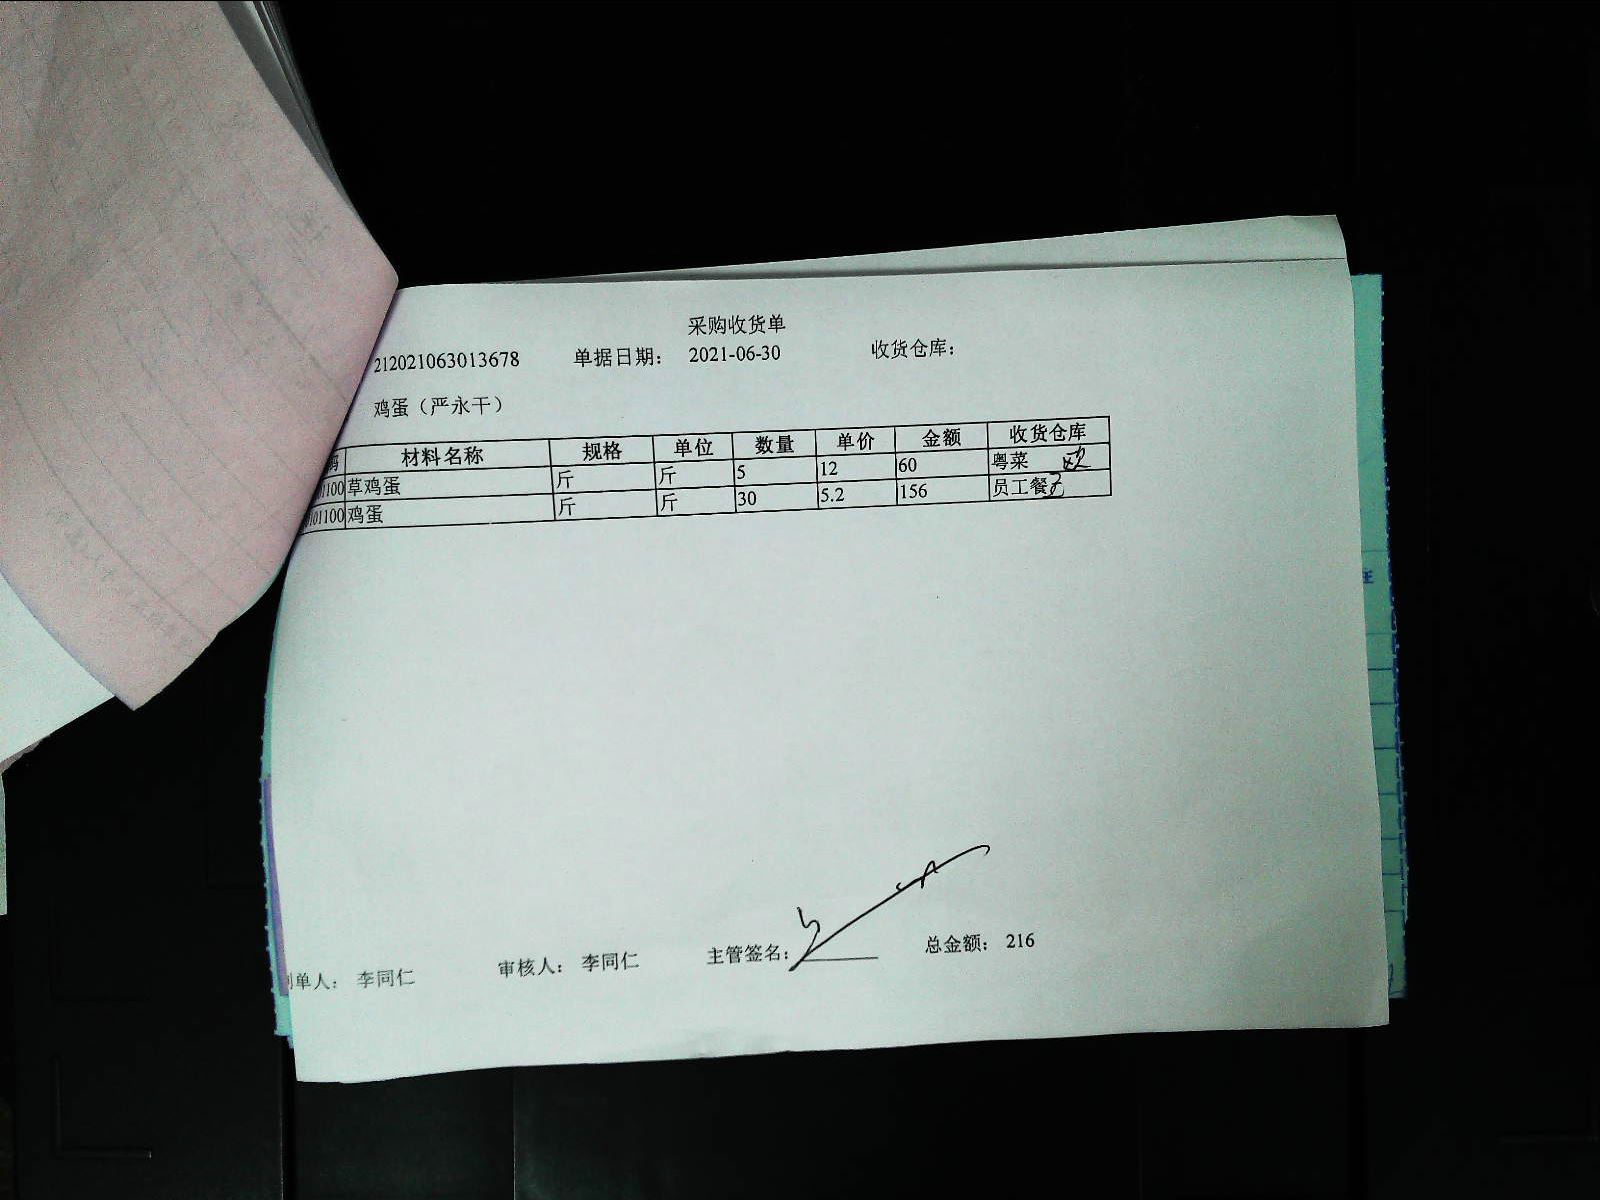 采购收货单
212021063013678 单据日期： 2021-06-30 收货仓库：
鸡蛋（严永干）
码 材料名称 规格 单位 数量 单价 金额 收货仓库
01100 草鸡蛋 斤 斤 5 12 60 粤菜
101100 鸡蛋 斤 斤 30 5.2 156 员工餐
制单人： 李同仁 审核人： 李同仁 主管签名： 总金额： 216